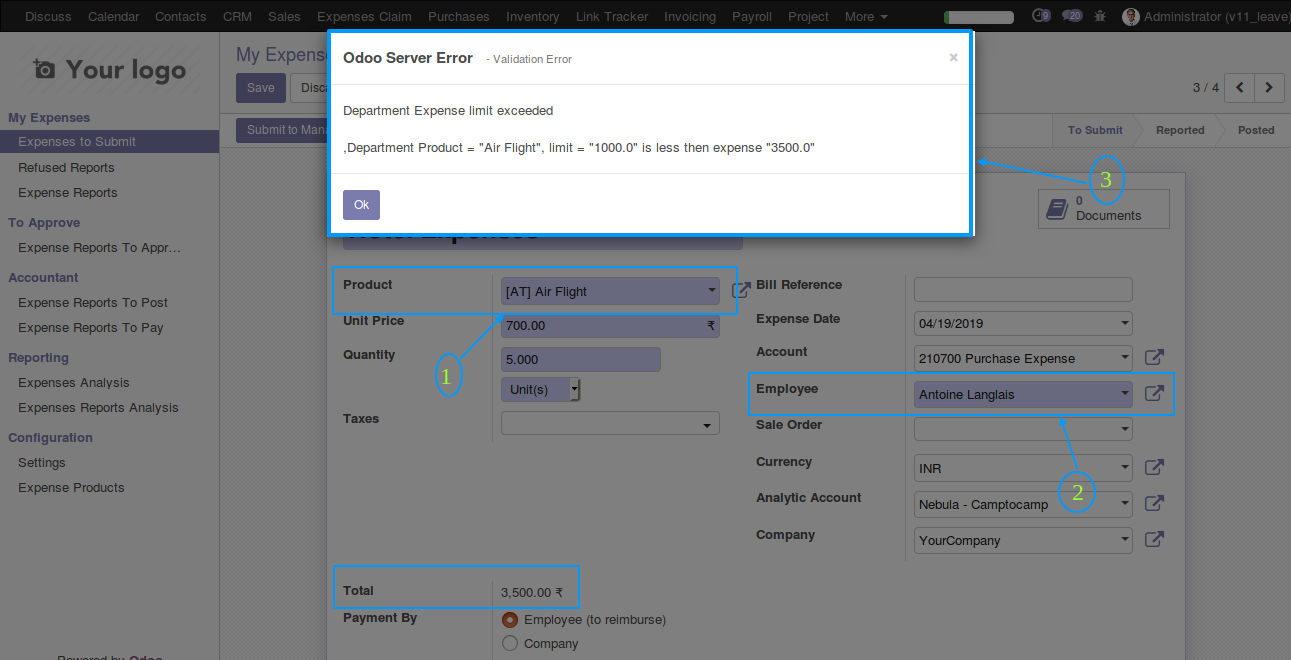 Discuss Calendar Contacts CRM Sales Expenses Claim Purchases Inventory Link Tracker Invoicing Payroll Project More 9 20 Administrator (v11_leave)
Your logo
My Expenses
Expenses to Submit
Refused Reports
Expense Reports
To Approve
Expense Reports To Appr...
Accountant
Expense Reports To Post
Expense Reports To Pay
Reporting
Expenses Analysis
Expenses Reports Analysis
Configuration
Settings
Expense Products
Powered by Odoo
My Expens
Save Disca
3 / 4
Submit to Mana
To Submit Reported Posted
Odoo Server Error - Validation Error ×
Department Expense limit exceeded
,Department Product = "Air Flight", limit = "1000.0" is less then expense "3500.0"
Ok
3
0
Documents
Product [AT] Air Flight
Unit Price 700.00 ₹
Quantity 5.000
Unit(s)
Taxes
1
Bill Reference
Expense Date 04/19/2019
Account 210700 Purchase Expense
Employee Antoine Langlais
Sale Order
Currency INR
2
Analytic Account Nebula - Camptocamp
Company YourCompany
Total 3,500.00 ₹
Payment By Employee (to reimburse)
Company